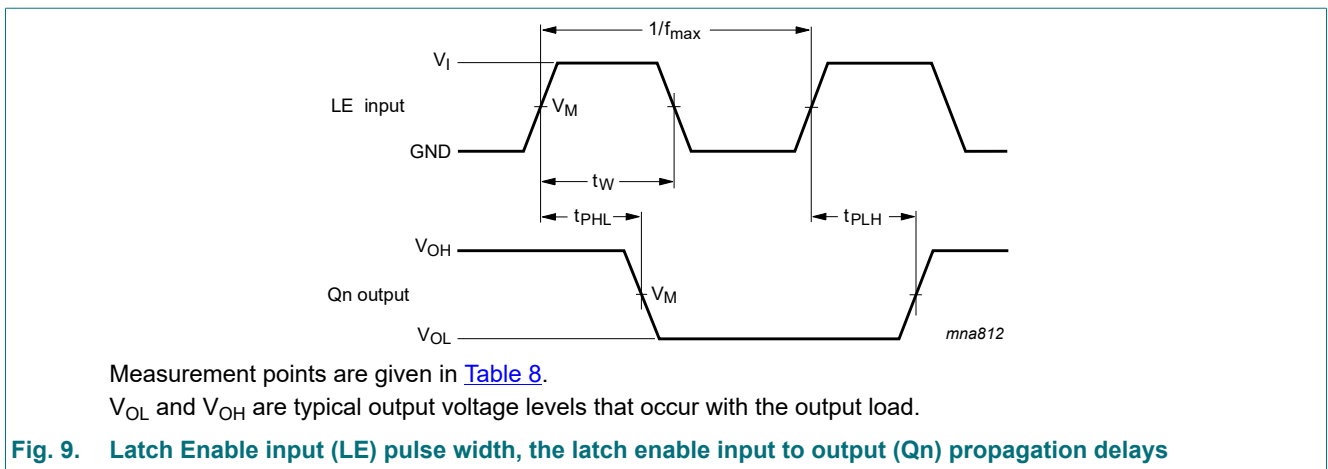 1/fmax
VI
LE input
VM
GND
tW
tPHL
tPLH
VOH
Qn output
VM
VOL
mna812
Measurement points are given in Table 8.
VOL and VOH are typical output voltage levels that occur with the output load.
Fig. 9. Latch Enable input (LE) pulse width, the latch enable input to output (Qn) propagation delays